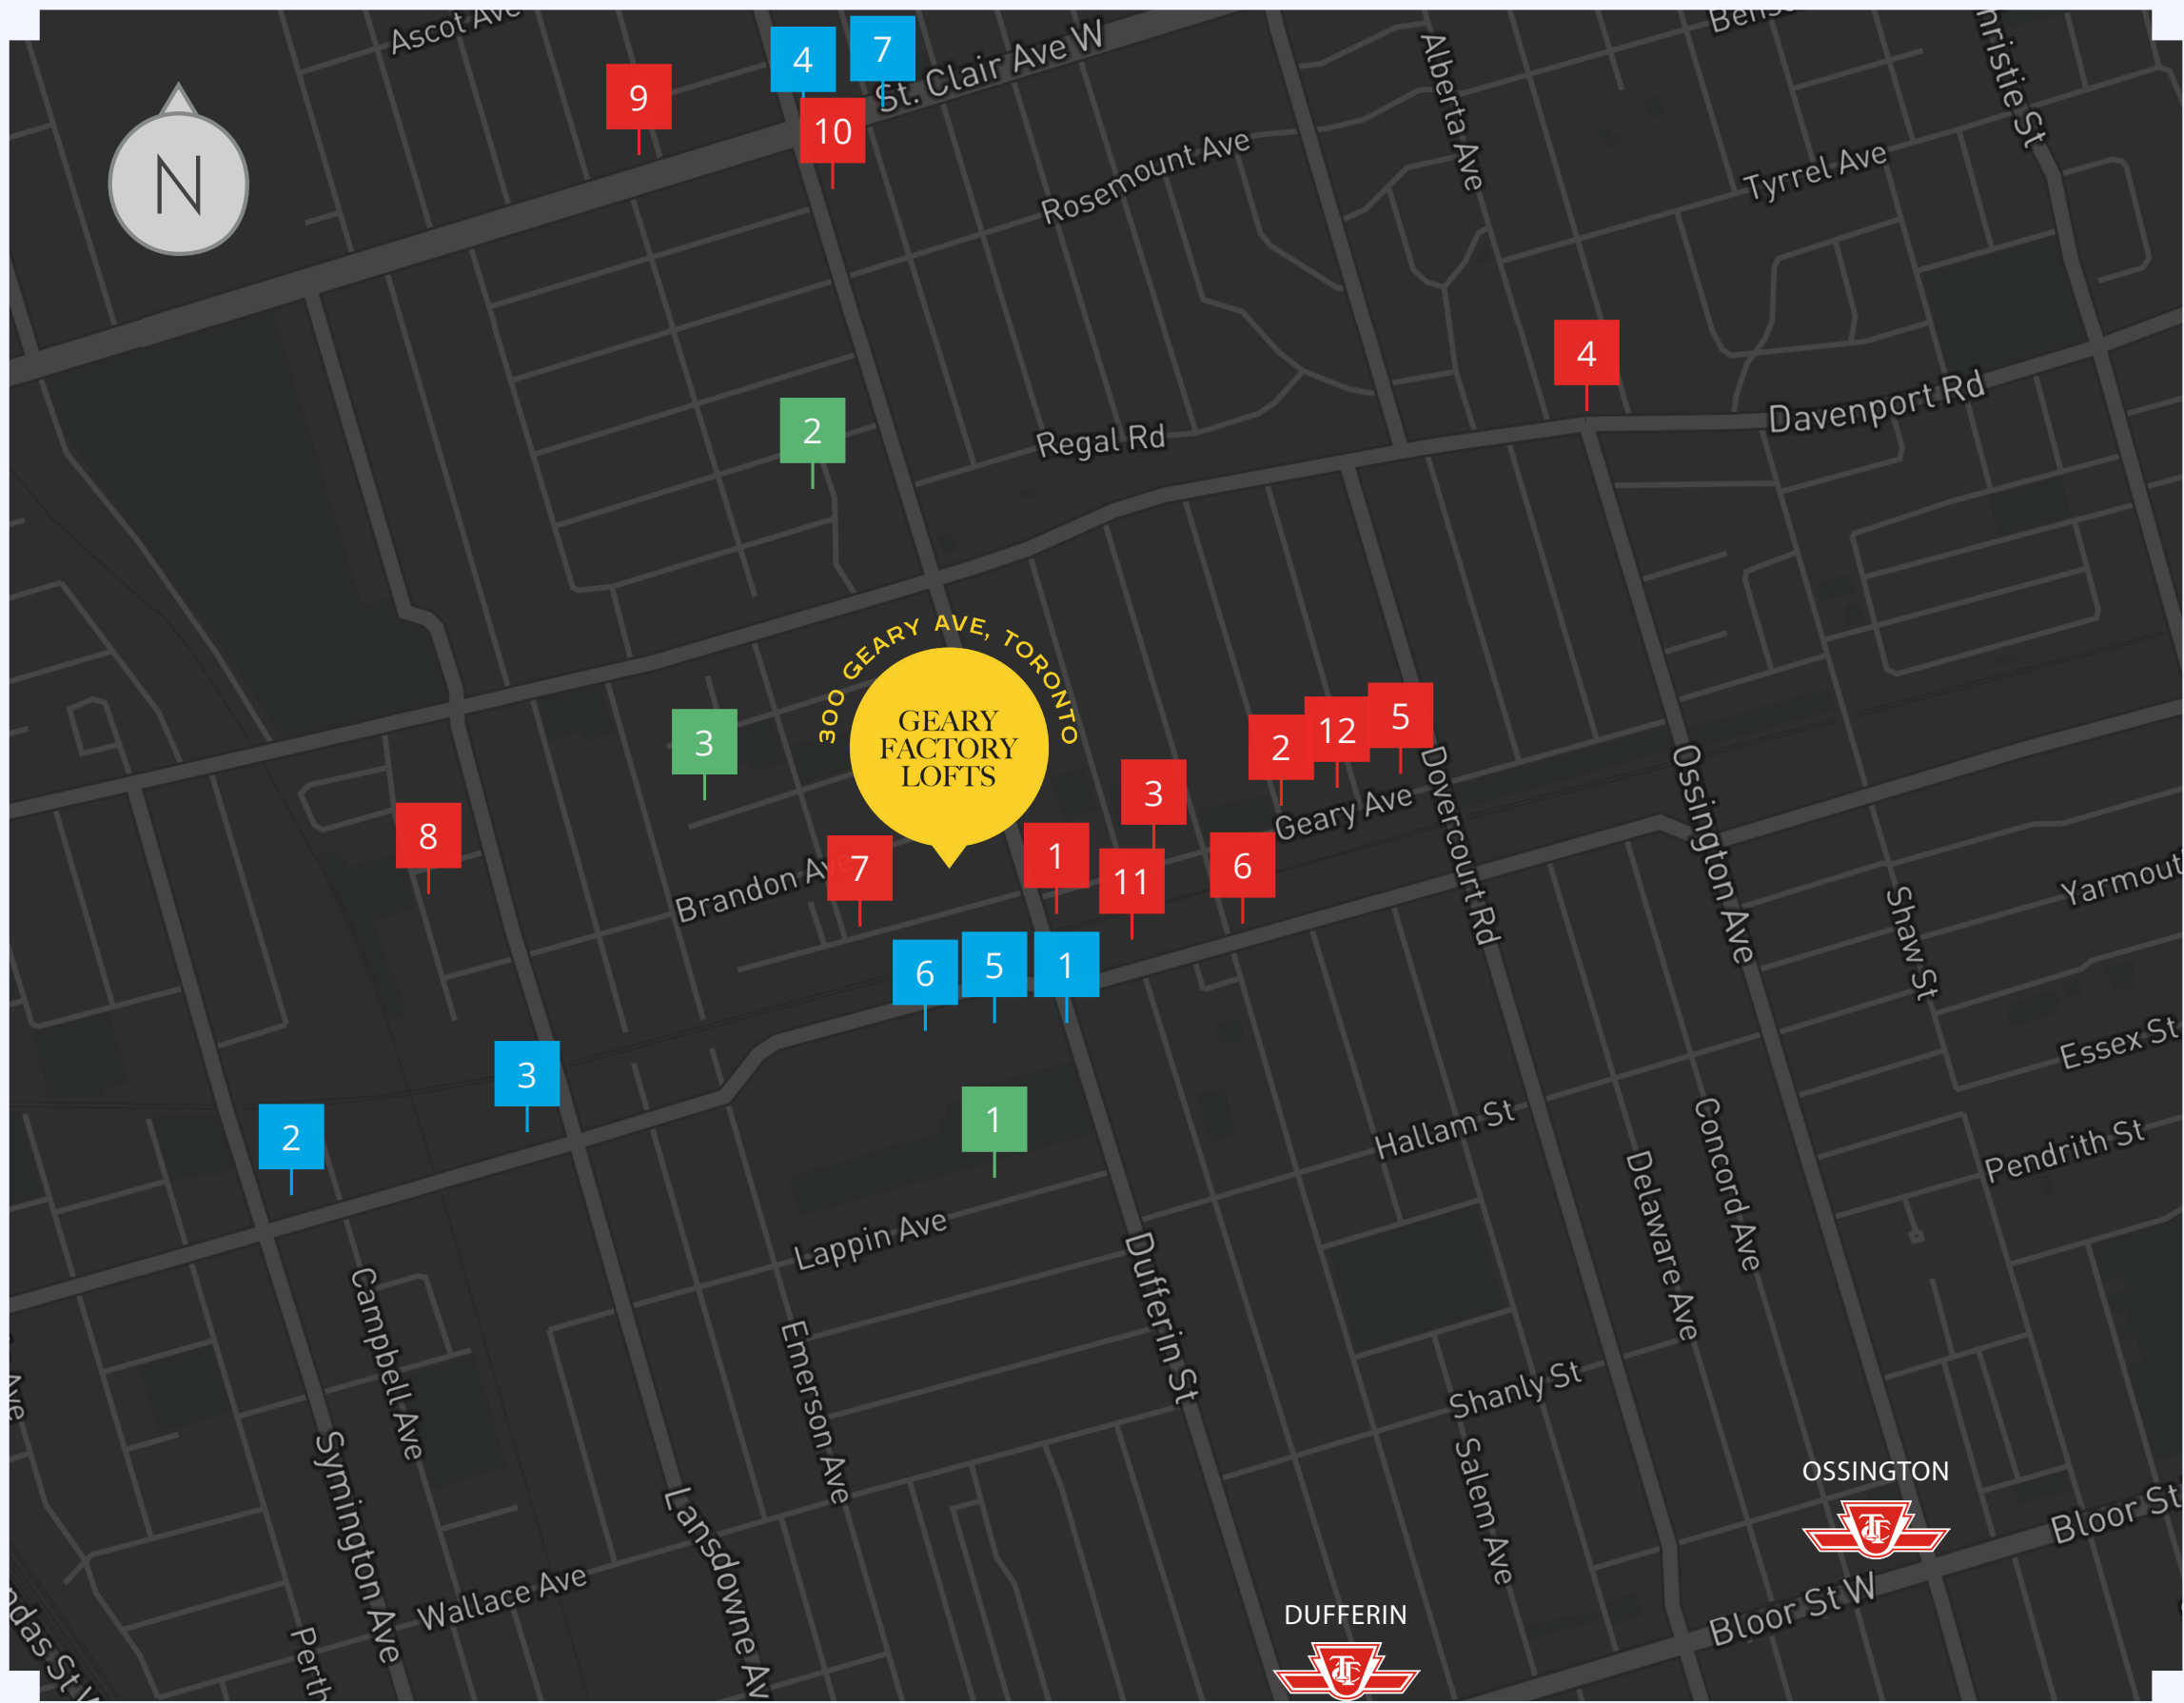 Ascot Ave
4
7
St. Clair Ave W
9
10
N
Alberta Ave
Rosemount Ave
Tyrrel Ave
4
Davenport Rd
2
Regal Rd
300 GEARY AVE, TORONTO
GEARY
FACTORY
LOFTS
3
2
12
5
3
Geary Ave
Dovercourt Rd
Ossington Ave
8
7
1
11
6
Brandon Ave
Shaw St
6
5
1
3
2
1
Essex St
Hallam St
Concord Ave
Pendrith St
Delaware Ave
Lappin Ave
Dufferin St
Campbell Ave
Emerson Ave
Shanly St
Salem Ave
Symington Ave
Lansdowne Av
Wallace Ave
Perth
OSSINGTON
TTC
Bloor St
Bloor St W
DUFFERIN
TTC